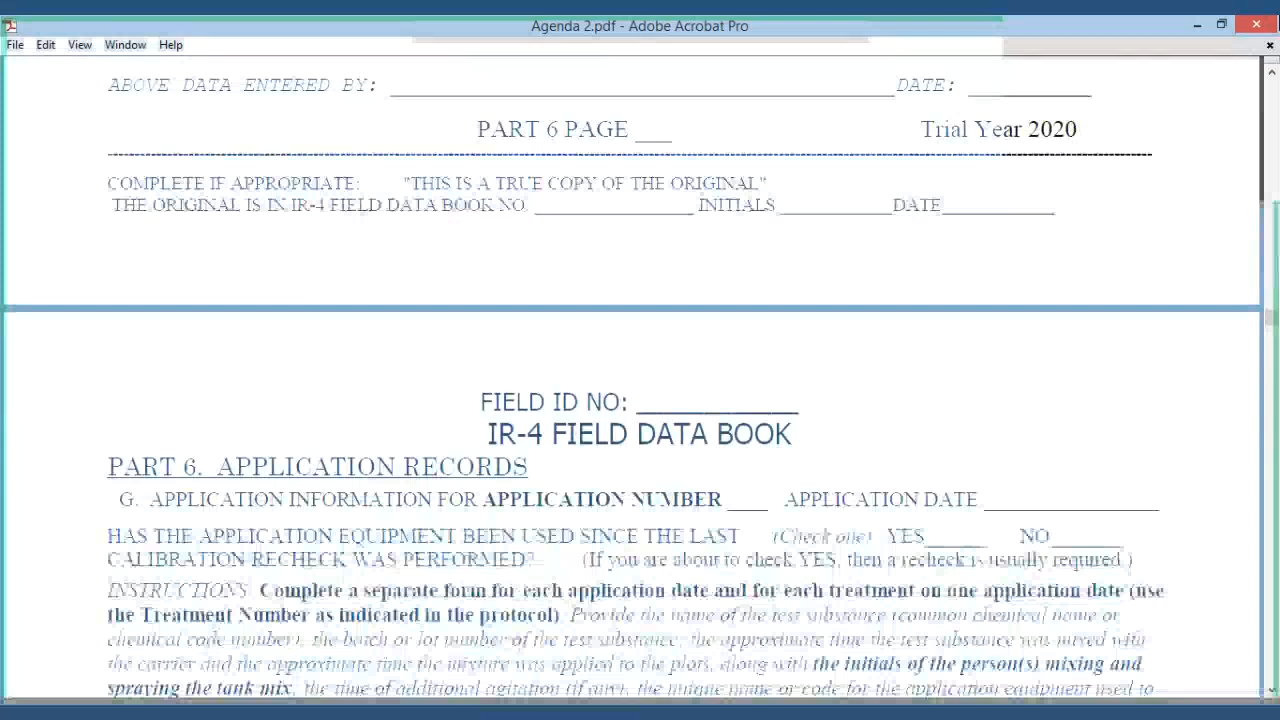 Agenda 2.pdf - Adobe Acrobat Pro
File Edit View Window Help
ABOVE DATA ENTERED BY: ____ DATE: ____
PART 6 PAGE ____ Trial Year 2020
COMPLETE IF APPROPRIATE: "THIS IS A TRUE COPY OF THE ORIGINAL"
THE ORIGINAL IS IN IR-4 FIELD DATA BOOK NO. ____ INITIALS ____ DATE ____
FIELD ID NO: ____
IR-4 FIELD DATA BOOK
PART 6. APPLICATION RECORDS
G. APPLICATION INFORMATION FOR APPLICATION NUMBER ____ APPLICATION DATE ____
HAS THE APPLICATION EQUIPMENT BEEN USED SINCE THE LAST (Check one) YES____ NO____
CALIBRATION RECHECK WAS PERFORMED? (If you are about to check YES, then a recheck is usually required.)
INSTRUCTIONS: Complete a separate form for each application date and for each treatment on one application date (use
the Treatment Number as indicated in the protocol). Provide the name of the test substance (common chemical name or
chemical code number), the batch or lot number of the test substance, the approximate time the test substance was mixed with
the carrier and the approximate time the mixture was applied to the plots, along with the initials of the person(s) mixing and
spraying the tank mix, the time of additional agitation (if any), the unique name or code for the application equipment used to